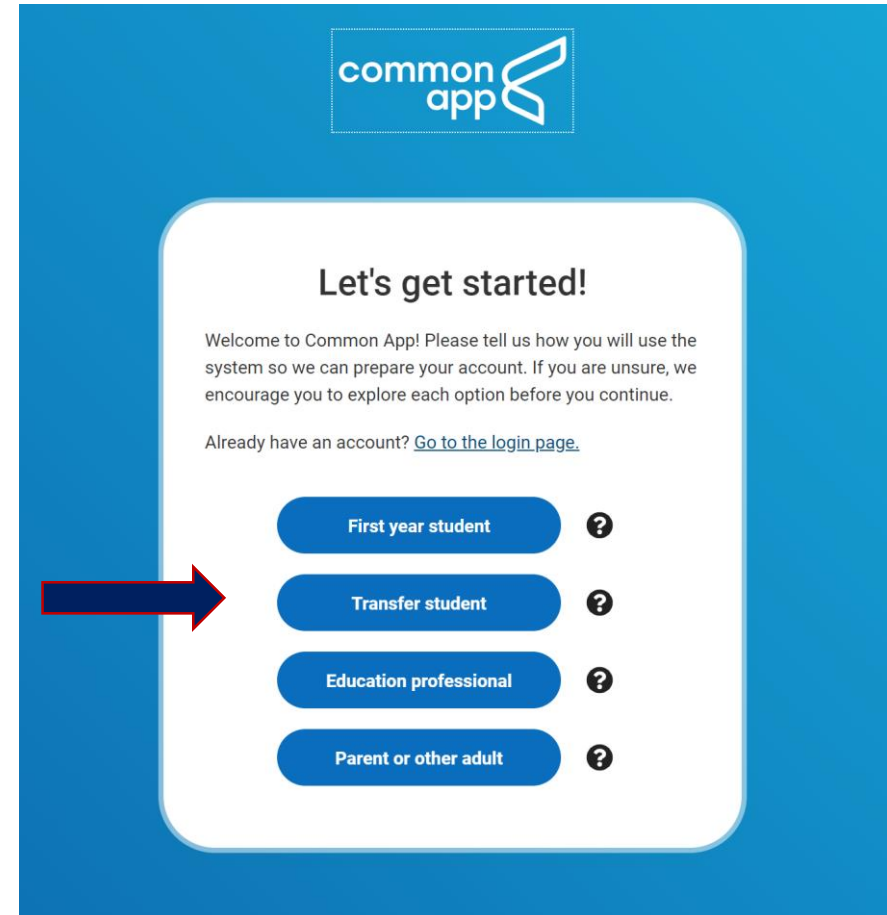 common
app
Let's get started!
Welcome to Common App! Please tell us how you will use the
system so we can prepare your account. If you are unsure, we
encourage you to explore each option before you continue.
Already have an account? Go to the login page.
First year student ?
Transfer student ?
Education professional ?
Parent or other adult ?